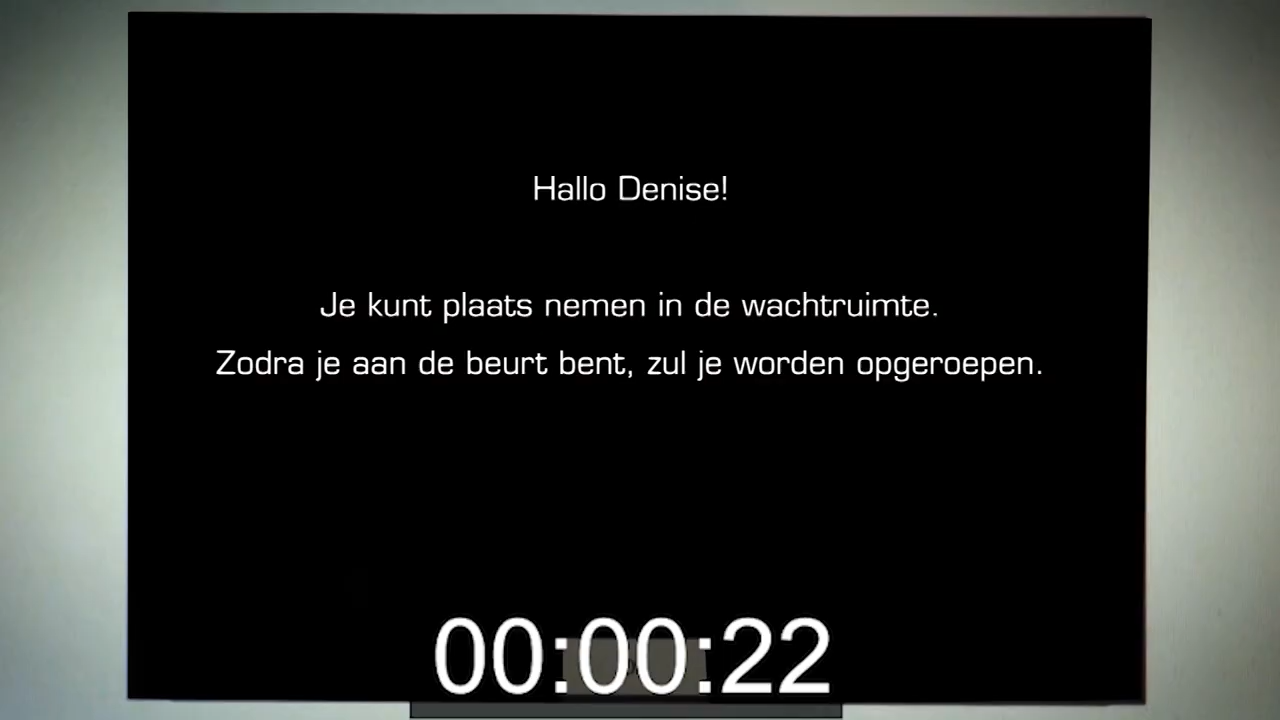 Hallo Denise!
Je kunt plaats nemen in de wachtruimte.
Zodra je aan de beurt bent, zul je worden opgeroepen.
00:00:22